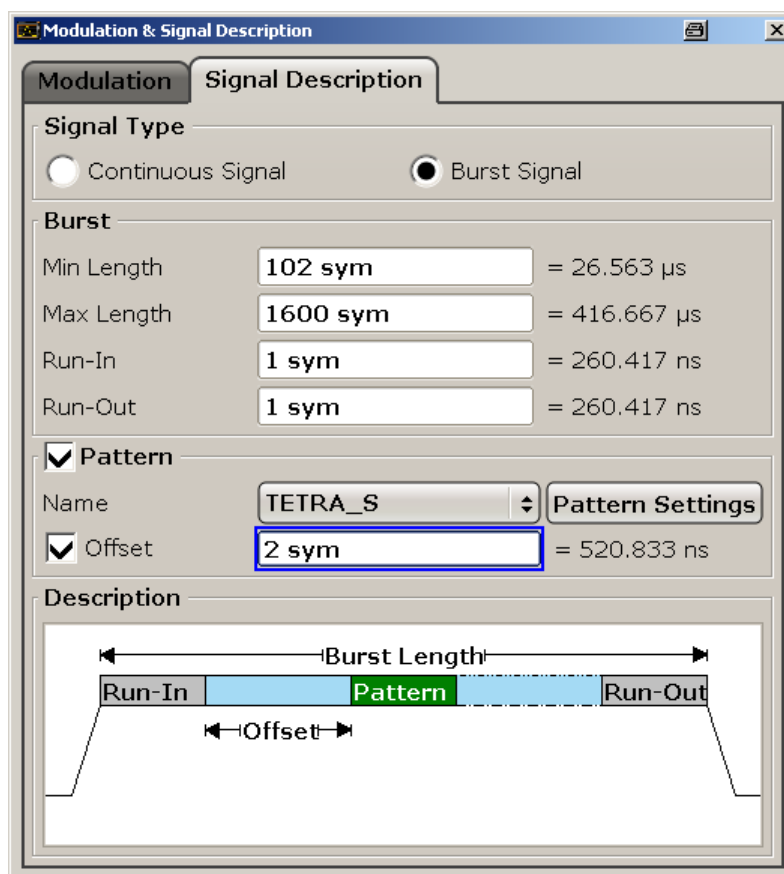 Modulation & Signal Description
Modulation Signal Description
Signal Type
Continuous Signal Burst Signal
Burst
Min Length 102 sym = 26.563 µs
Max Length 1600 sym = 416.667 µs
Run-In 1 sym = 260.417 ns
Run-Out 1 sym = 260.417 ns
Pattern
Name TETRA_S Pattern Settings
Offset 2 sym = 520.833 ns
Description
Burst Length
Run-In Pattern Run-Out
Offset